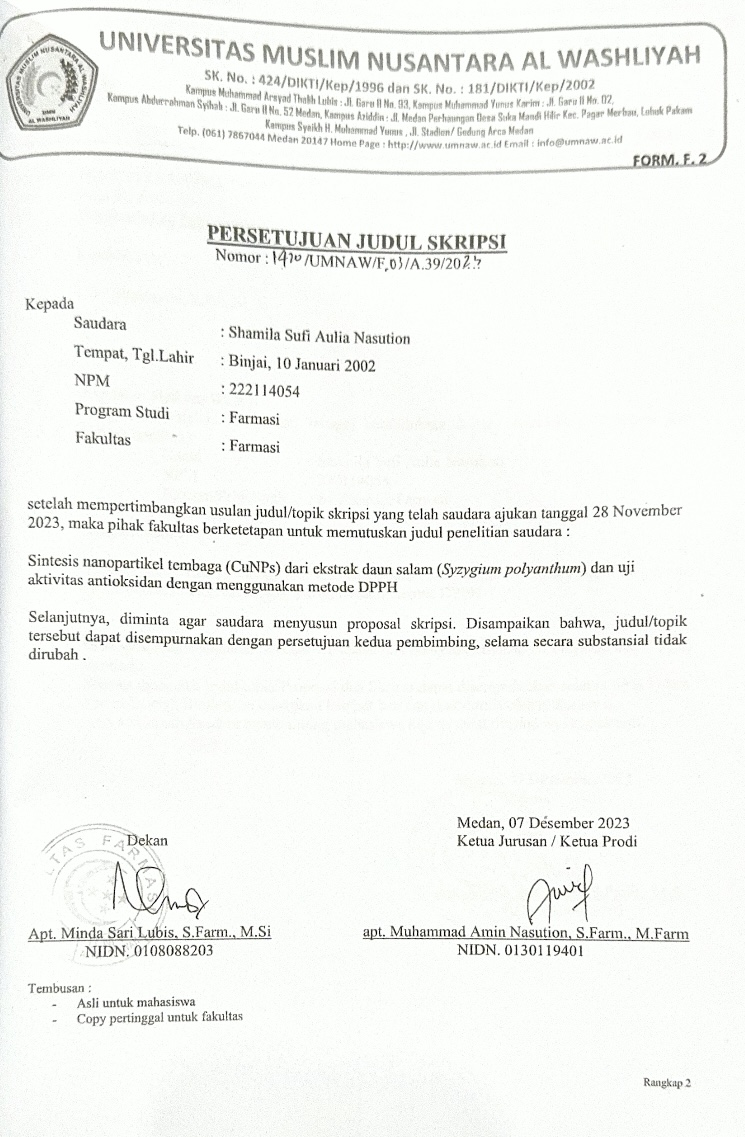 UNIVERSITAS MUSLIM NUSANTARA AL WASHLIYAH
SK. No. : 424/DIKTI/Kep/1996 dan SK. No. : 181/DIKTI/Kep/2002
Kampus Muhammad Arsyad Thalib Lubis : Jl. Garu II No. 93, Kampus Muhammad Yunus Karim : Jl. Garu II No. 02,
Kampus Abdurrahman Syihab : Jl. Garu II No. 52 Medan, Kampus Aziddin : Jl. Medan Perbaungan Desa Suka Mandi Hilir Kec. Pagar Merbau, Lubuk Pakam
Kampus Syaikh H. Muhammad Yunus , Jl. Stadion/ Gedung Arca Medan
Telp. (061) 7867044 Medan 20147 Home Page : http://www.umnaw.ac.id Email : info@umnaw.ac.id
FORM. F. 2
PERSETUJUAN JUDUL SKRIPSI
Nomor : /UMNAW/F.03/A.39/2023
Kepada
Saudara : Shamila Sufi Aulia Nasution
Tempat, Tgl.Lahir : Binjai, 10 Januari 2002
NPM : 222114054
Program Studi : Farmasi
Fakultas : Farmasi
setelah mempertimbangkan usulan judul/topik skripsi yang telah saudara ajukan tanggal 28 November
2023, maka pihak fakultas berketetapan untuk memutuskan judul penelitian saudara :
Sintesis nanopartikel tembaga (CuNPs) dari ekstrak daun salam (Syzygium polyanthum) dan uji
aktivitas antioksidan dengan menggunakan metode DPPH
Selanjutnya, diminta agar saudara menyusun proposal skripsi. Disampaikan bahwa, judul/topik
tersebut dapat disempurnakan dengan persetujuan kedua pembimbing, selama secara substansial tidak
dirubah .
Medan, 07 Desember 2023
Dekan
Ketua Jurusan / Ketua Prodi
Apt. Minda Sari Lubis, S.Farm., M.Si
apt. Muhammad Amin Nasution, S.Farm., M.Farm
NIDN. 0108088203
NIDN. 0130119401
Tembusan :
- Asli untuk mahasiswa
- Copy pertinggal untuk fakultas
Rangkap 2